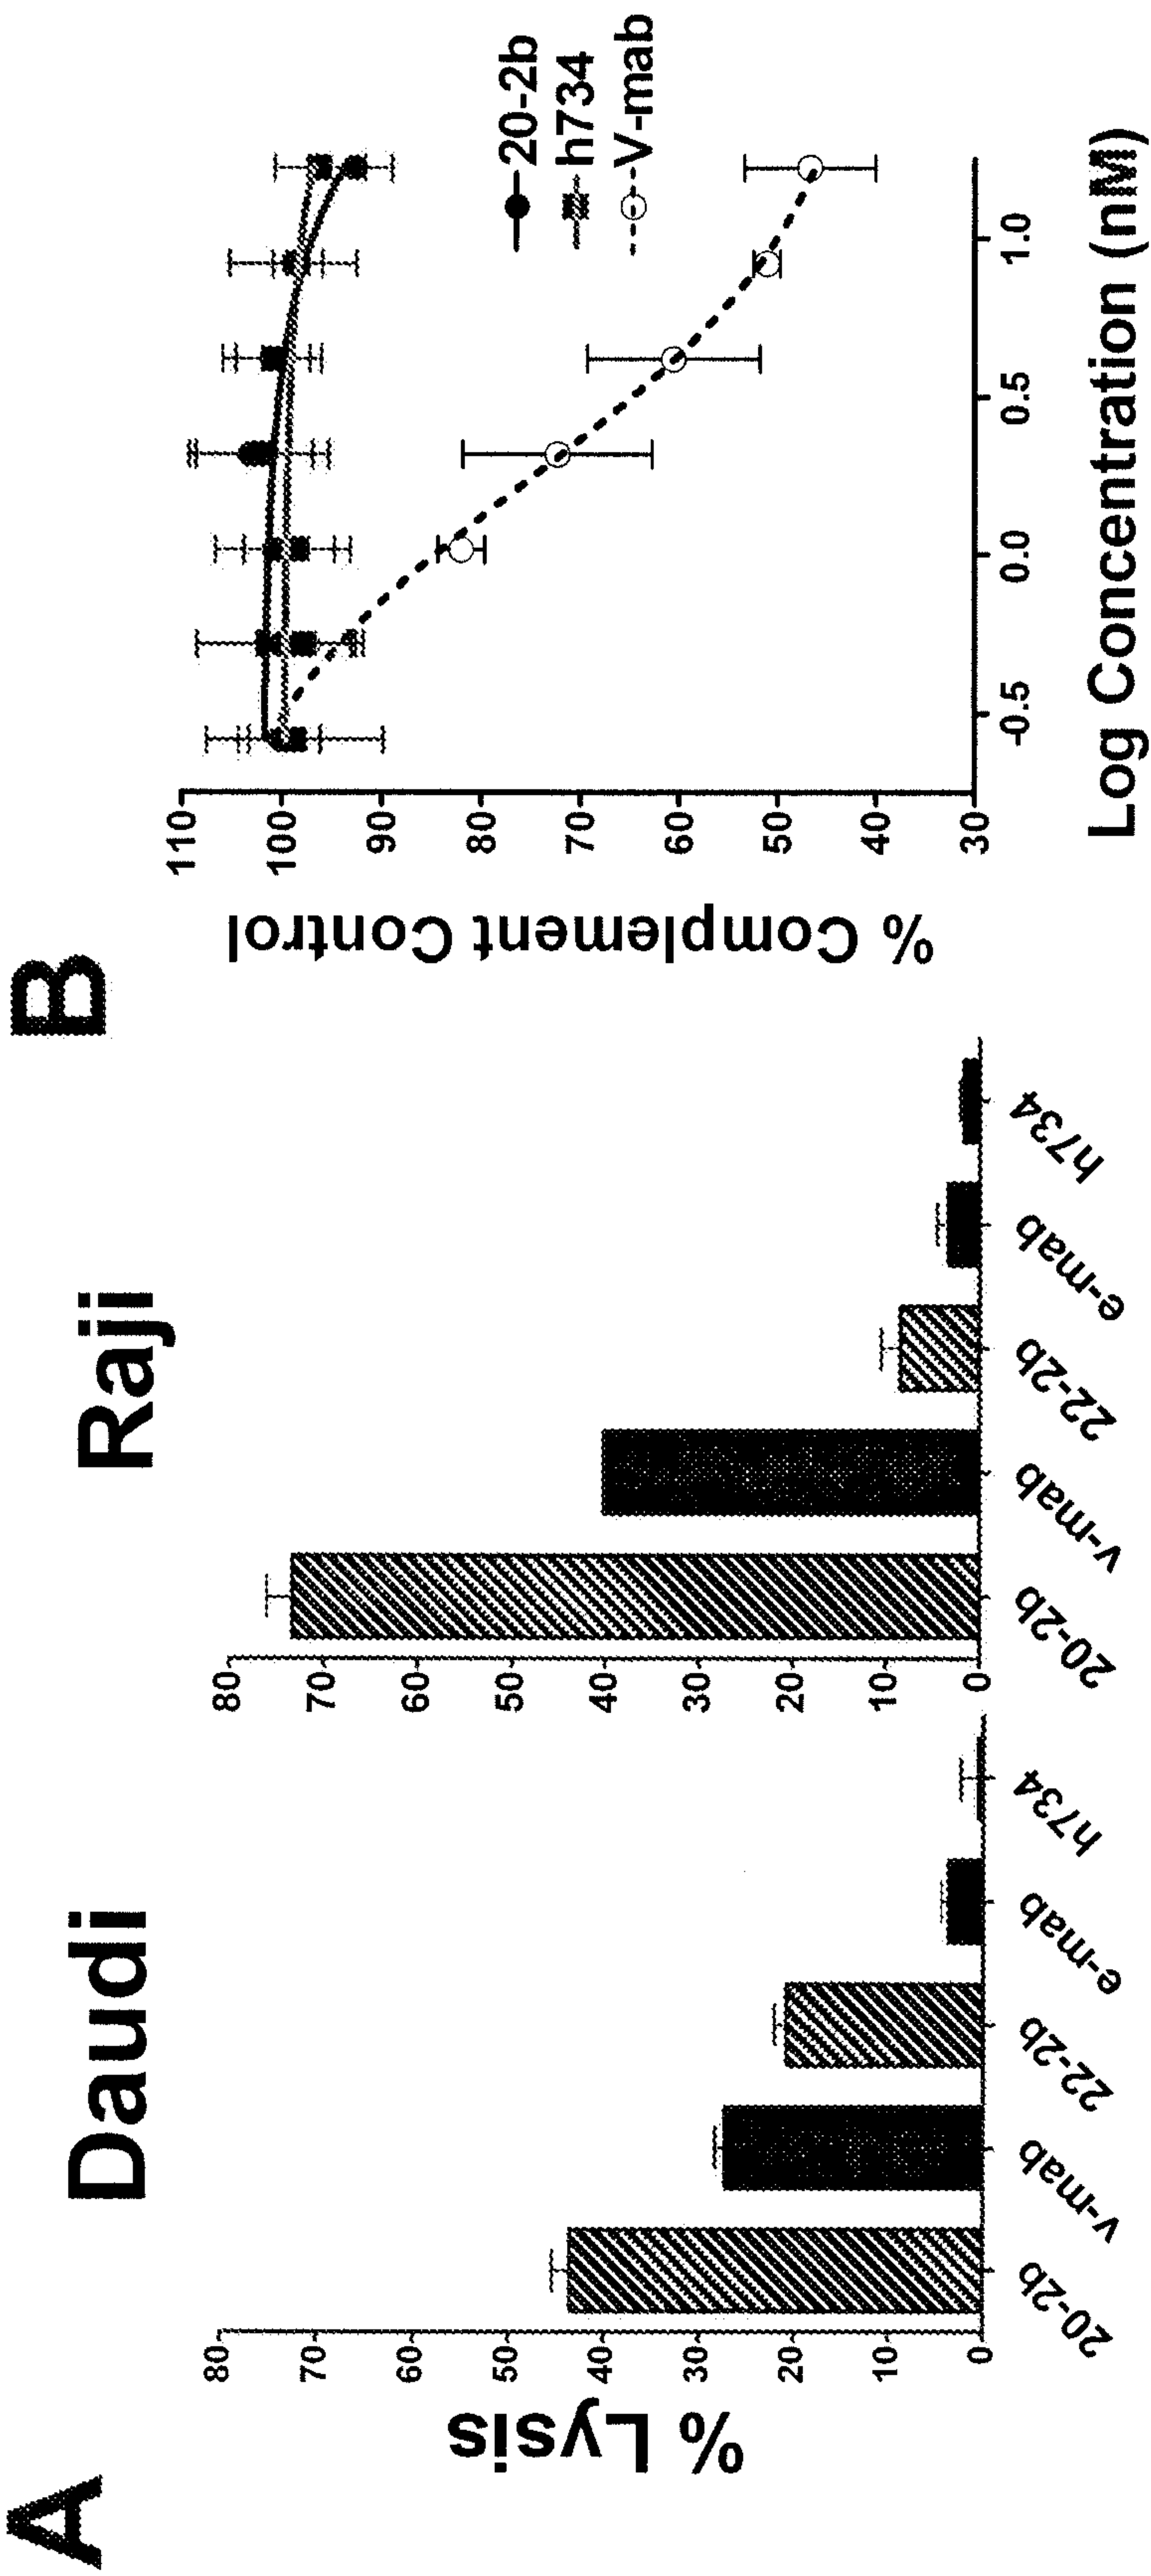 A
Daudi
% Lysis
80
70
60
50
40
30
20
10
0
20-2b
v-mab
22-2b
e-mab
h734
Raji
80
70
60
50
40
30
20
10
0
20-2b
v-mab
22-2b
e-mab
h734
B
% Complement Control
110
100
90
80
70
60
50
40
30
-0.5
0.0
0.5
1.0
Log Concentration (nM)
20-2b
h734
V-mab